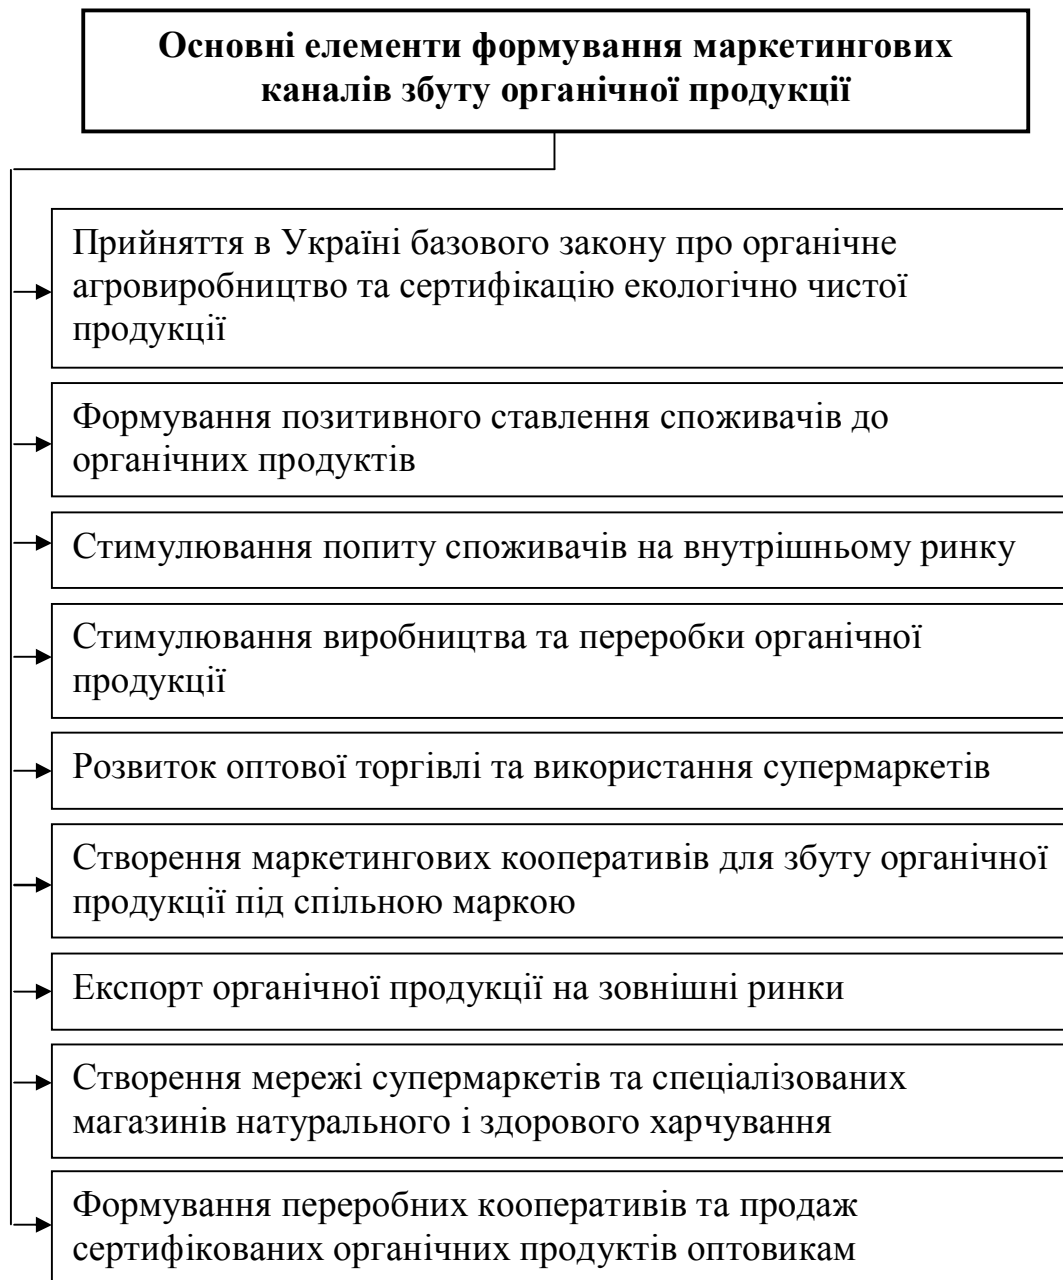 Основні елементи формування маркетингових
каналів збуту органічної продукції
Прийняття в Україні базового закону про органічне
агровиробництво та сертифікацію екологічно чистої
продукції
Формування позитивного ставлення споживачів до
органічних продуктів
Стимулювання попиту споживачів на внутрішньому ринку
Стимулювання виробництва та переробки органічної
продукції
Розвиток оптової торгівлі та використання супермаркетів
Створення маркетингових кооперативів для збуту органічної
продукції під спільною маркою
Експорт органічної продукції на зовнішні ринки
Створення мережі супермаркетів та спеціалізованих
магазинів натурального і здорового харчування
Формування переробних кооперативів та продаж
сертифікованих органічних продуктів оптовикам